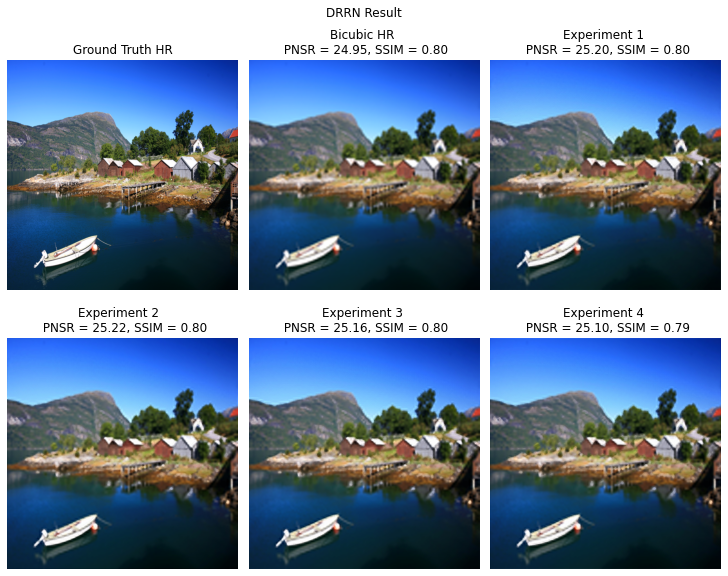 DRRN Result
Ground Truth HR
Bicubic HR
PNSR = 24.95, SSIM = 0.80
Experiment 1
PNSR = 25.20, SSIM = 0.80
Experiment 2
PNSR = 25.22, SSIM = 0.80
Experiment 3
PNSR = 25.16, SSIM = 0.80
Experiment 4
PNSR = 25.10, SSIM = 0.79